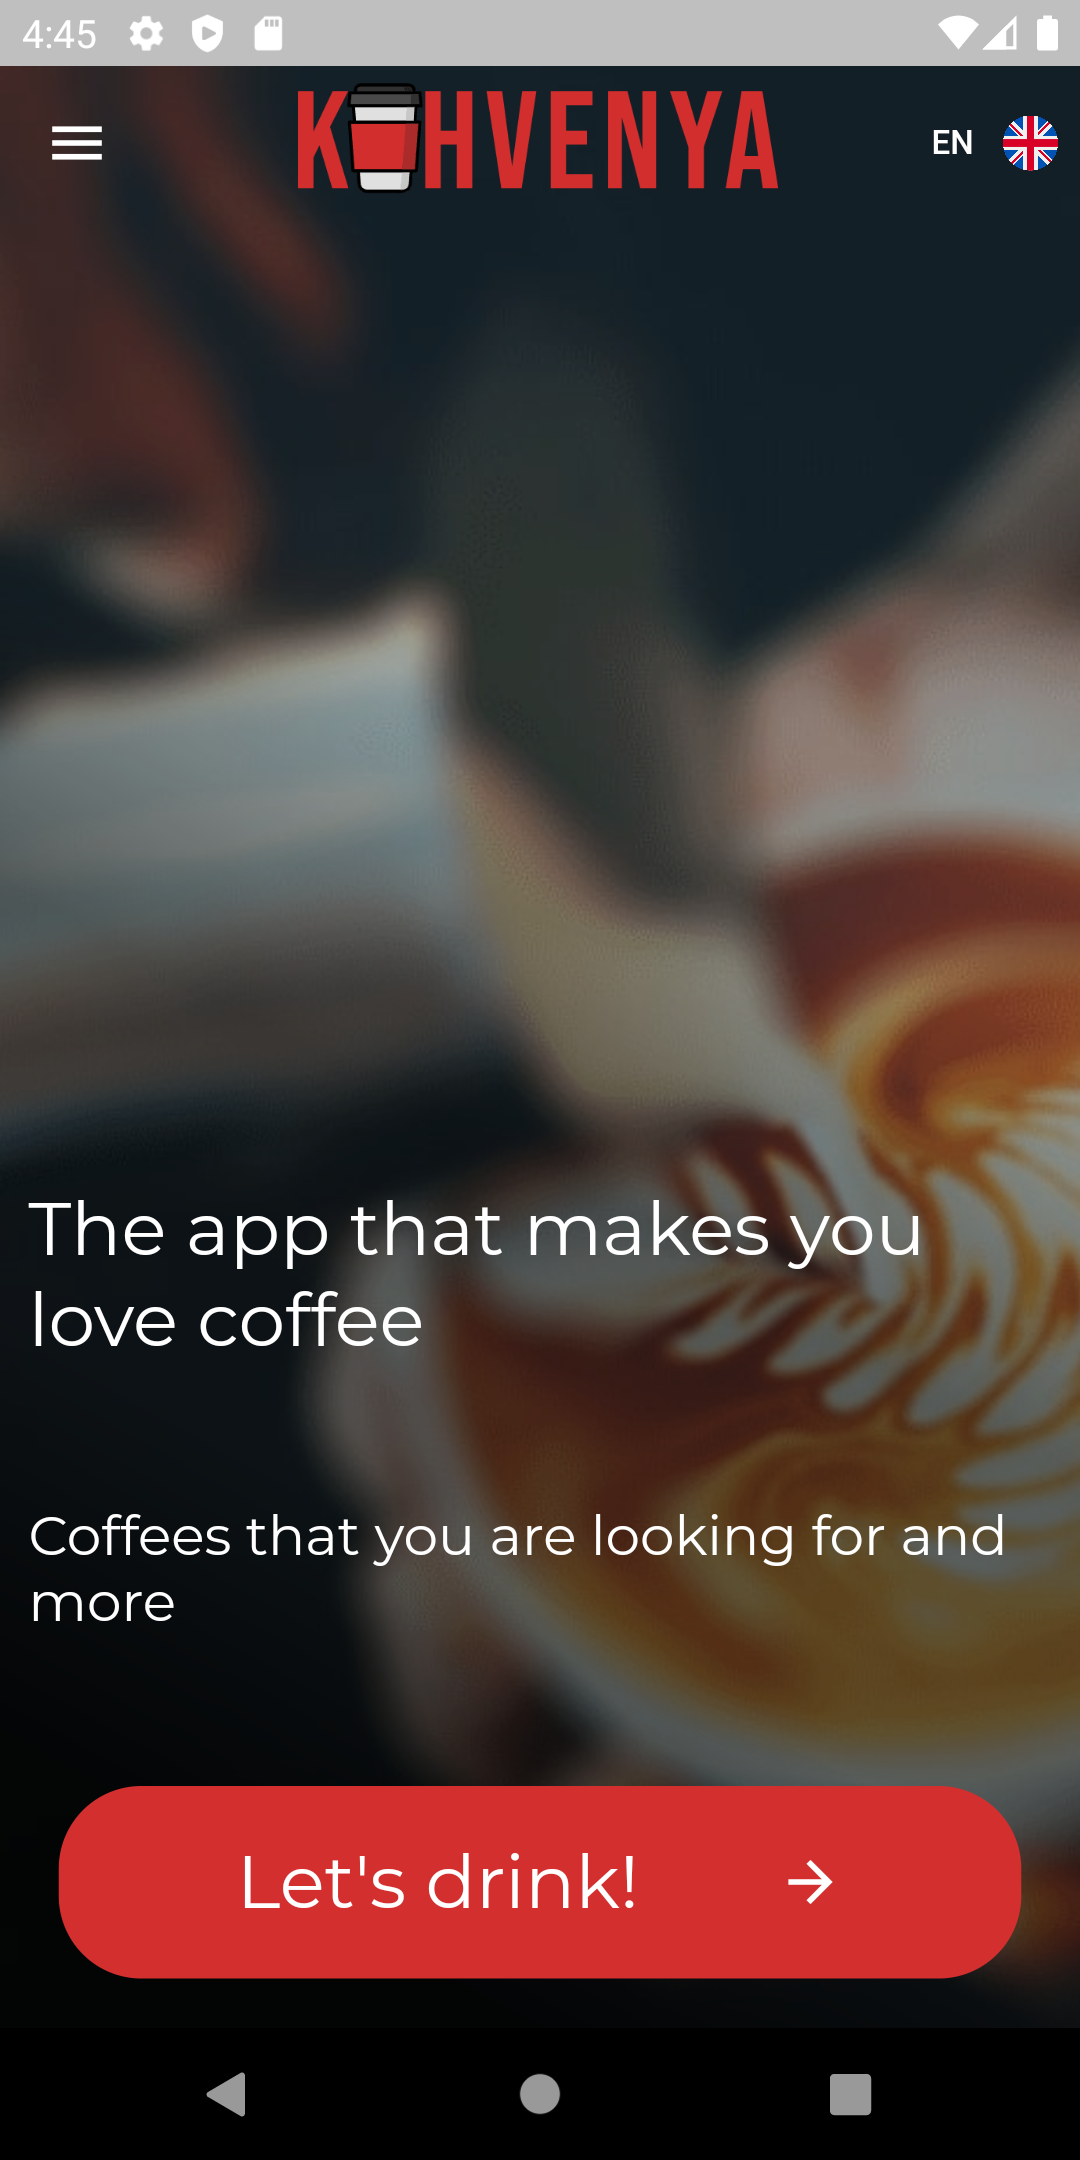 4:45
KHVENYA
EN
The app that makes you
love coffee
Coffees that you are looking for and
more
Let's drink!